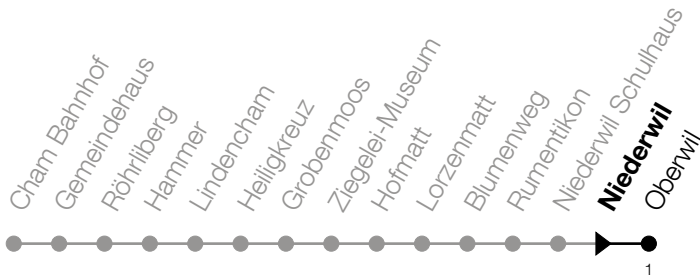 Cham Bahnhof
Gemeindehaus
Röhrliberg
Hammer
Lindencham
Heiligkreuz
Grobenmoos
Ziegelei-Museum
Hofmatt
Lorzenmatt
Blumenweg
Rumentikon
Niederwil Schulhaus
Niederwil
Oberwil
1